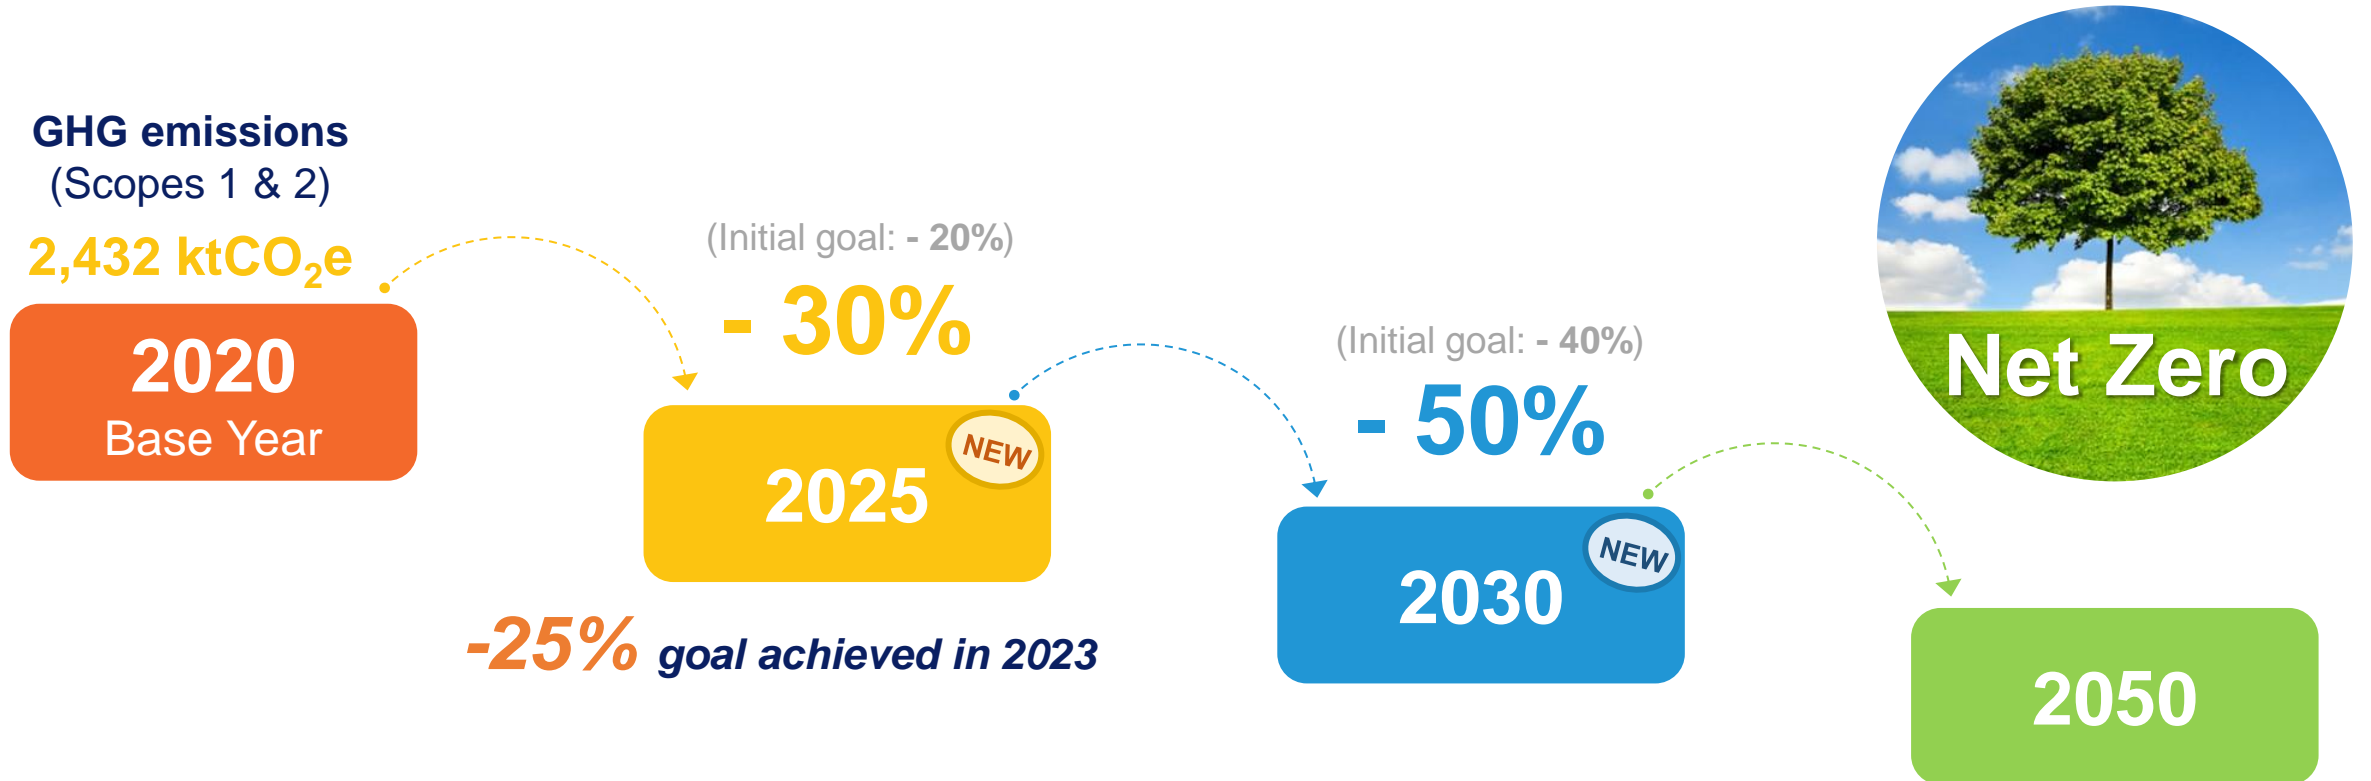 GHG emissions
(Scopes 1 & 2)
2,432 ktCO₂e
2020
Base Year
(Initial goal: - 20%)
- 30%
NEW
2025
-25% goal achieved in 2023
(Initial goal: - 40%)
- 50%
NEW
2030
Net Zero
2050